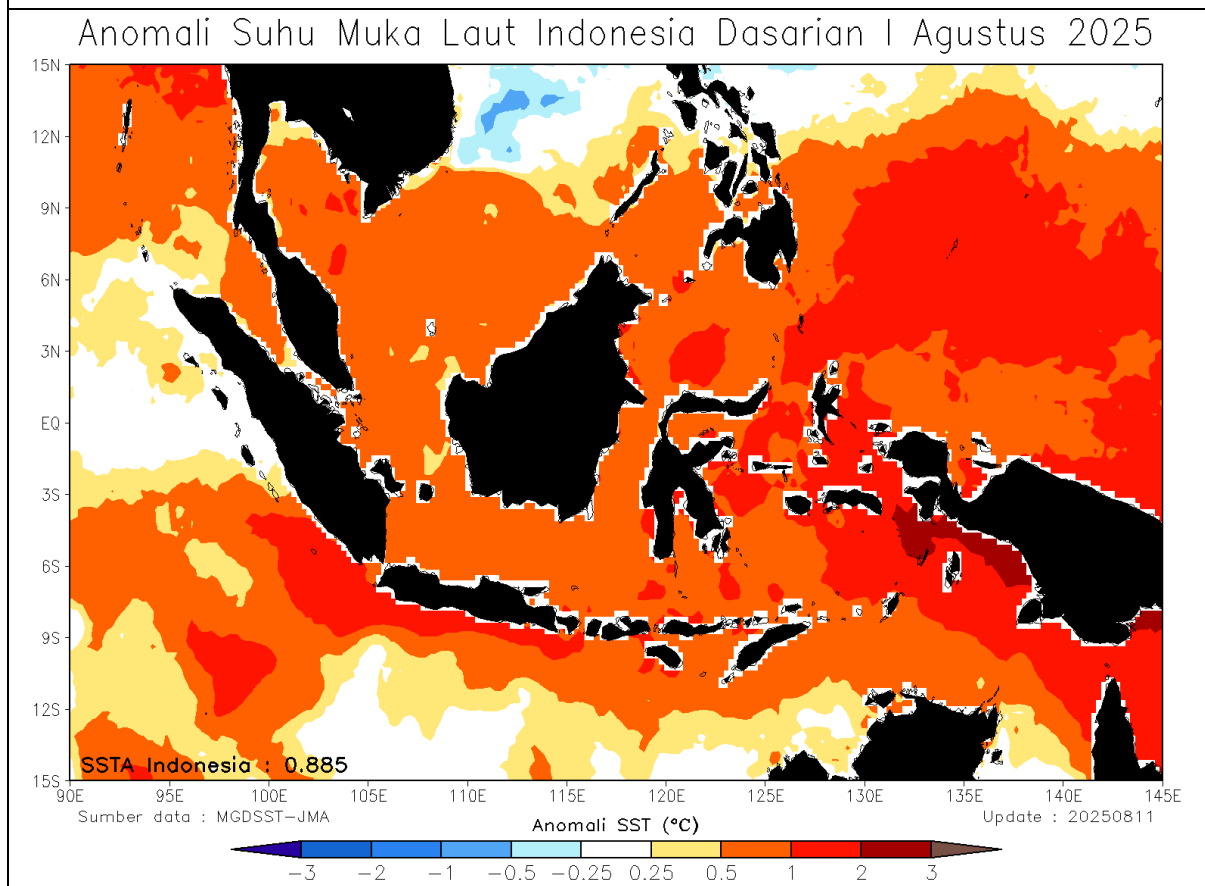 Anomali Suhu Muka Laut Indonesia Dasarian I Agustus 2025
15N
12N
9N
6N
3N
EQ
3S
6S
9S
12S
15S
SSTA Indonesia : 0.885
90E 95E 100E 105E 110E 115E 120E 125E 130E 135E 140E 145E
Sumber data : MGDSST-JMA
Update : 20250811
Anomali SST (°C)
-3 -2 -1 -0.5 -0.25 0.25 0.5 1 2 3